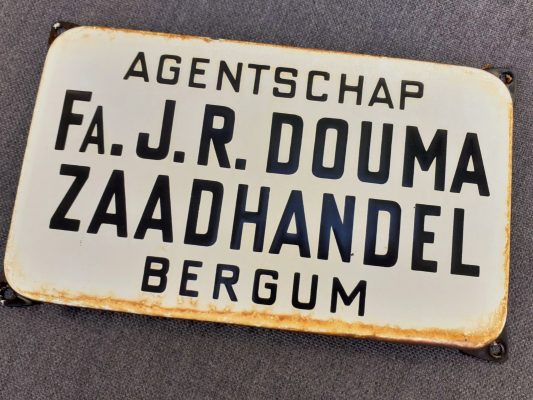 AGENTSCHAP
FA. J. R. DOUMA
ZAADHANDEL
BERGUM